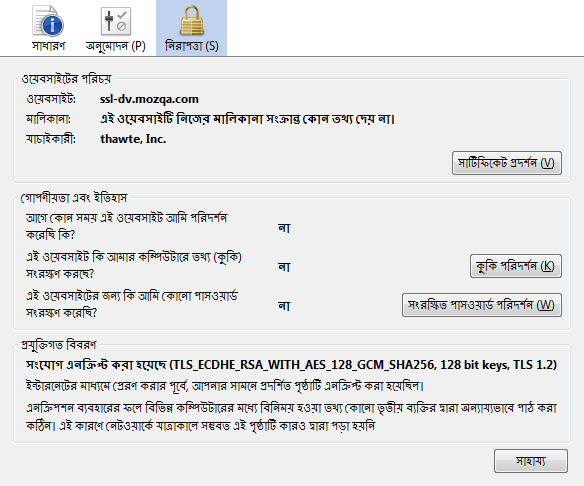 সাধারণ
অনুমোদন (P)
নিরাপত্তা (S)
ওয়েবসাইটের পরিচয়
ওয়েবসাইট: ssl-dv.mozqa.com
মালিকানা: এই ওয়েবসাইটি নিজের মালিকানা সংক্রান্ত কোন তথ্য দেয় না।
যাচাইকারী: thawte, Inc.
সার্টিফিকেট প্রদর্শন (V)
গোপণীয়তা এবং ইতিহাস
আগে কোন সময় এই ওয়েবসাইট আমি পরিদর্শন
করেছি কি?
না
এই ওয়েবসাইট কি আমার কম্পিউটারে তথ্য (কুকি)
সংরক্ষণ করছে?
না
কুকি পরিদর্শন (K)
এই ওয়েবসাইটের জন্য কি আমি কোনো পাসওয়ার্ড
সংরক্ষণ করেছি?
না
সংরক্ষিত পাসওয়ার্ড পরিদর্শন (W)
প্রযুক্তিগত বিবরণ
সংযোগ এনক্রিপ্ট করা হয়েছে (TLS_ECDHE_RSA_WITH_AES_128_GCM_SHA256, 128 bit keys, TLS 1.2)
ইন্টারনেটের মাধ্যমে প্রেরণ করার পূর্বে, আপনার সামনে প্রদর্শিত পৃষ্ঠাটি এনক্রিপ্ট করা হয়েছিল।
এনক্রিপশন ব্যবহারের ফলে বিভিন্ন কম্পিউটারের মধ্যে বিনিময় হওয়া তথ্য কোনো তৃতীয় ব্যক্তির দ্বারা অন্যায্যভাবে পাঠ করা
কঠিন। এই কারণে নেটওয়ার্কে যাত্রাকালে সম্ভবত এই পৃষ্ঠাটি কারও দ্বারা পড়া হয়নি
সাহায্য